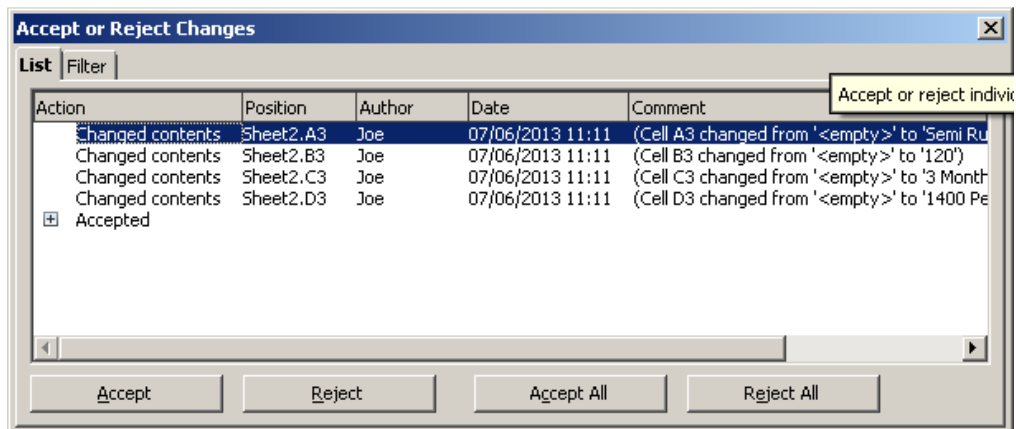 Accept or Reject Changes
List Filter
Accept or reject indivi
Action Position Author Date Comment
Changed contents Sheet2.A3 Joe 07/06/2013 11:11 (Cell A3 changed from '<empty>' to 'Semi Ru
Changed contents Sheet2.B3 Joe 07/06/2013 11:11 (Cell B3 changed from '<empty>' to '120')
Changed contents Sheet2.C3 Joe 07/06/2013 11:11 (Cell C3 changed from '<empty>' to '3 Month
Changed contents Sheet2.D3 Joe 07/06/2013 11:11 (Cell D3 changed from '<empty>' to '1400 Pe
Accepted
Accept Reject Accept All Reject All